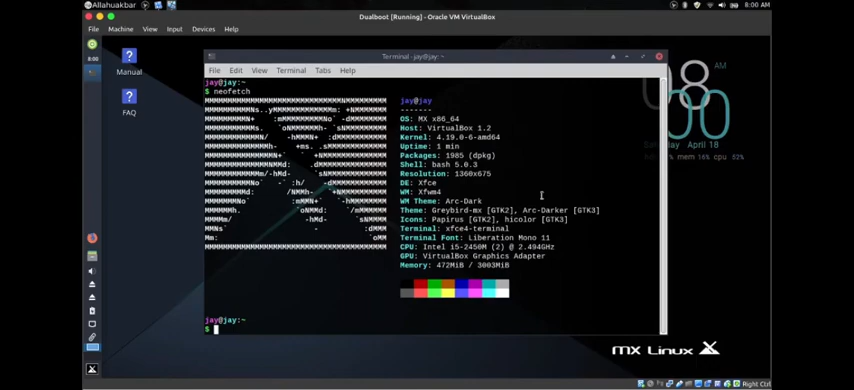 Allahuakbar
8:00 AM
Dualboot [Running] - Oracle VM VirtualBox
File Machine View Input Devices Help
8:00
Manual
FAQ
Terminal - jay@jay: ~
File Edit View Terminal Tabs Help
jay@jay:~
$ neofetch
jay@jay
-------
OS: MX x86_64
Host: VirtualBox 1.2
Kernel: 4.19.0-6-amd64
Uptime: 1 min
Packages: 1985 (dpkg)
Shell: bash 5.0.3
Resolution: 1360x675
DE: Xfce
WM: Xfwm4
WM Theme: Arc-Dark
Theme: Greybird-mx [GTK2], Arc-Darker [GTK3]
Icons: Papirus [GTK2], hicolor [GTK3]
Terminal: xfce4-terminal
Terminal Font: Liberation Mono 11
CPU: Intel i5-2450M (2) @ 2.494GHz
GPU: VirtualBox Graphics Adapter
Memory: 472MiB / 3003MiB
jay@jay:~
$
AM
April 18
mem 16% cpu 52%
MX Linux
Right Ctrl